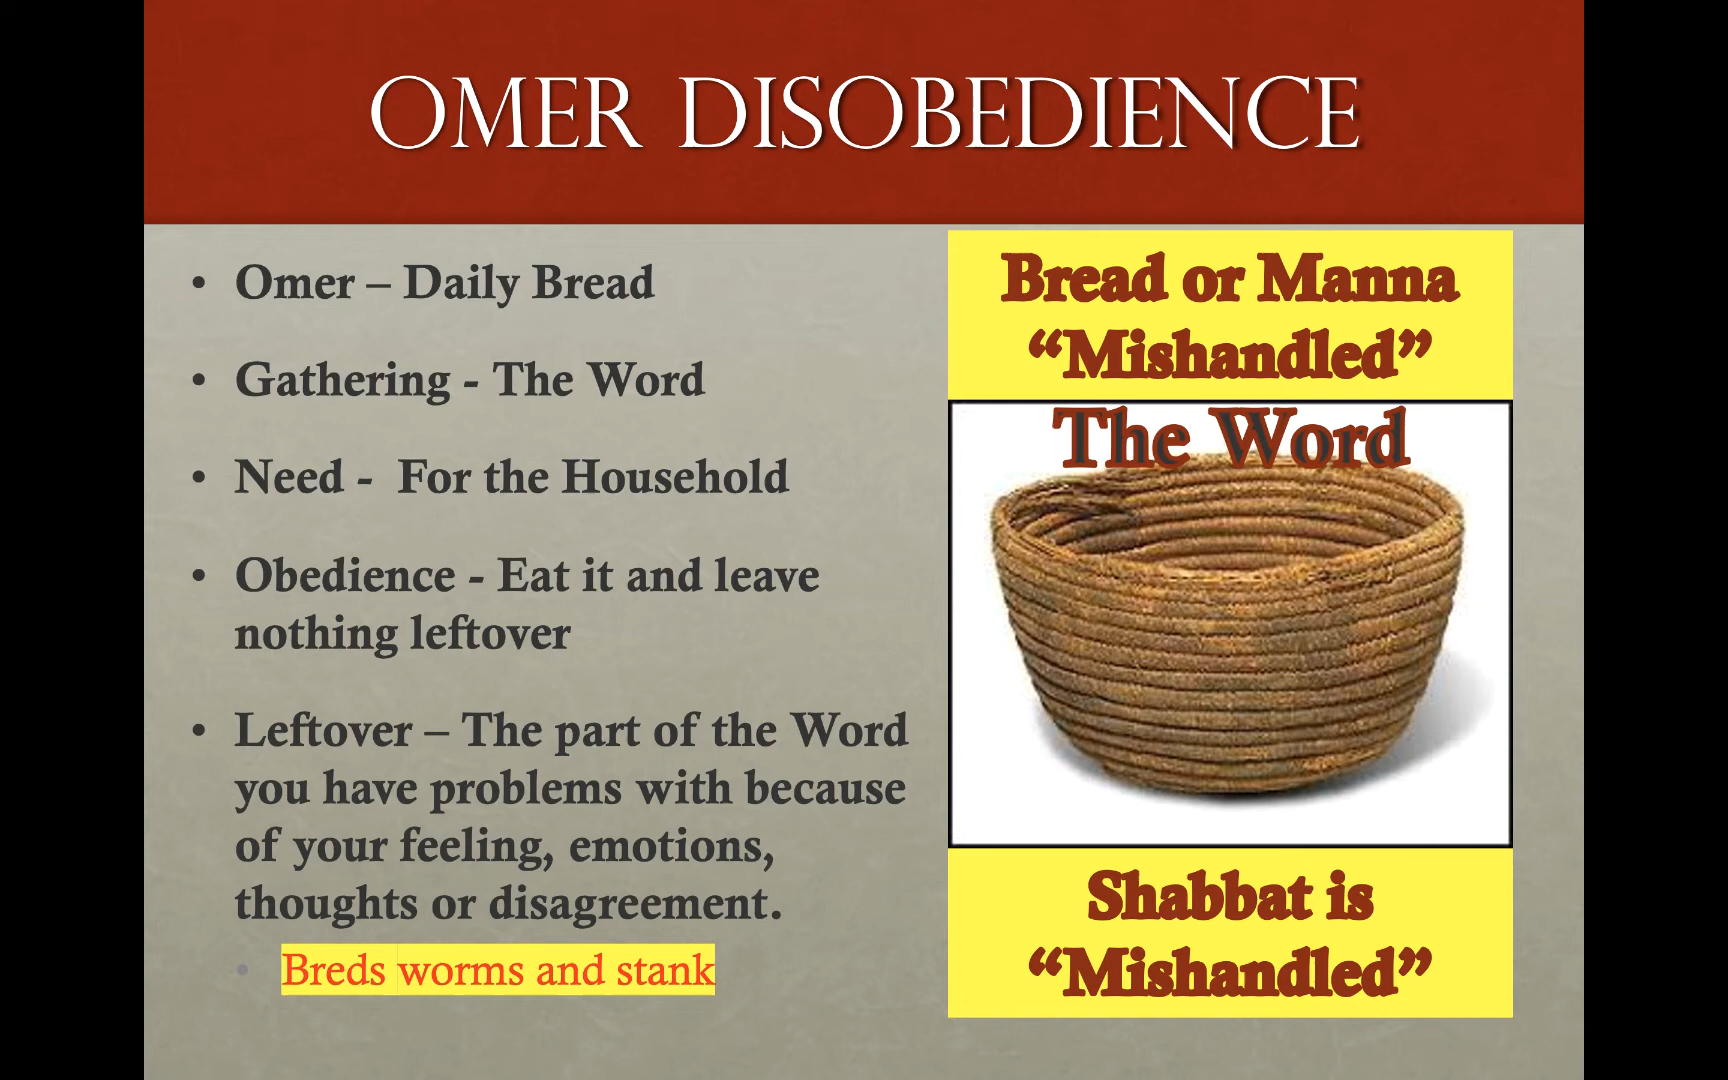 OMER DISOBEDIENCE
• Omer – Daily Bread
• Gathering - The Word
• Need - For the Household
• Obedience - Eat it and leave
nothing leftover
• Leftover – The part of the Word
you have problems with because
of your feeling, emotions,
thoughts or disagreement.
• Breds worms and stank
Bread or Manna
“Mishandled”
The Word
Shabbat is
“Mishandled”